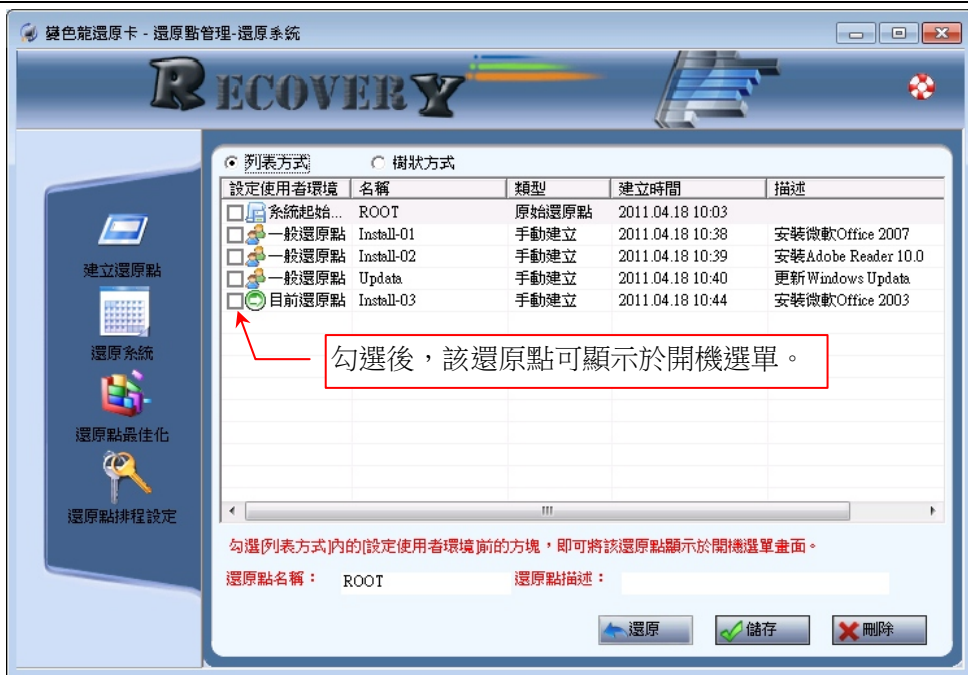 變色龍還原卡 - 還原點管理-還原系統
RECOVERY
列表方式 樹狀方式
設定使用者環境 名稱 類型 建立時間 描述
系統起始... ROOT 原始還原點 2011.04.18 10:03
一般還原點 Install-01 手動建立 2011.04.18 10:38 安裝微軟Office 2007
一般還原點 Install-02 手動建立 2011.04.18 10:39 安裝Adobe Reader 10.0
一般還原點 Updata 手動建立 2011.04.18 10:40 更新Windows Updata
目前還原點 Install-03 手動建立 2011.04.18 10:44 安裝微軟Office 2003
勾選後，該還原點可顯示於開機選單。
建立還原點
還原系統
還原點最佳化
還原點排程設定
勾選[列表方式]內的[設定使用者環境]前的方塊，即可將該還原點顯示於開機選單畫面。
還原點名稱： ROOT 還原點描述：
還原 儲存 刪除